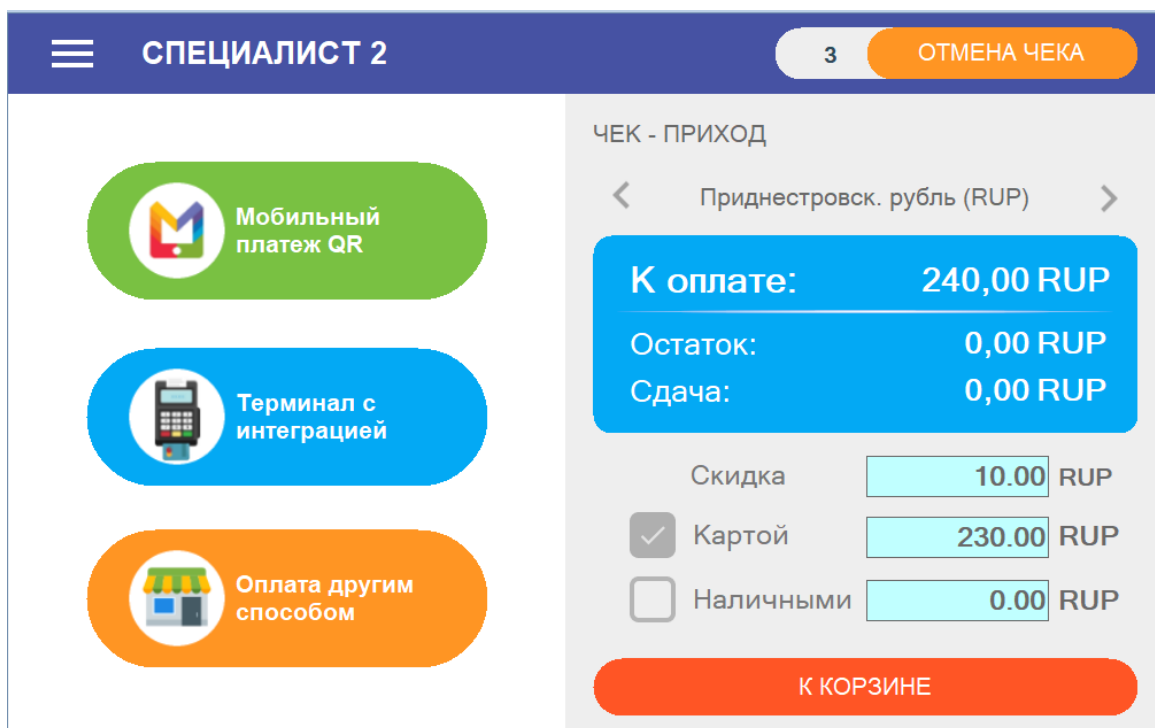 СПЕЦИАЛИСТ 2
3
ОТМЕНА ЧЕКА
Мобильный
платеж QR
Терминал с
интеграцией
Оплата другим
способом
ЧЕК - ПРИХОД
Приднестровск. рубль (RUP)
К оплате: 240,00 RUP
Остаток: 0,00 RUP
Сдача: 0,00 RUP
Скидка 10.00 RUP
Картой 230.00 RUP
Наличными 0.00 RUP
К КОРЗИНЕ